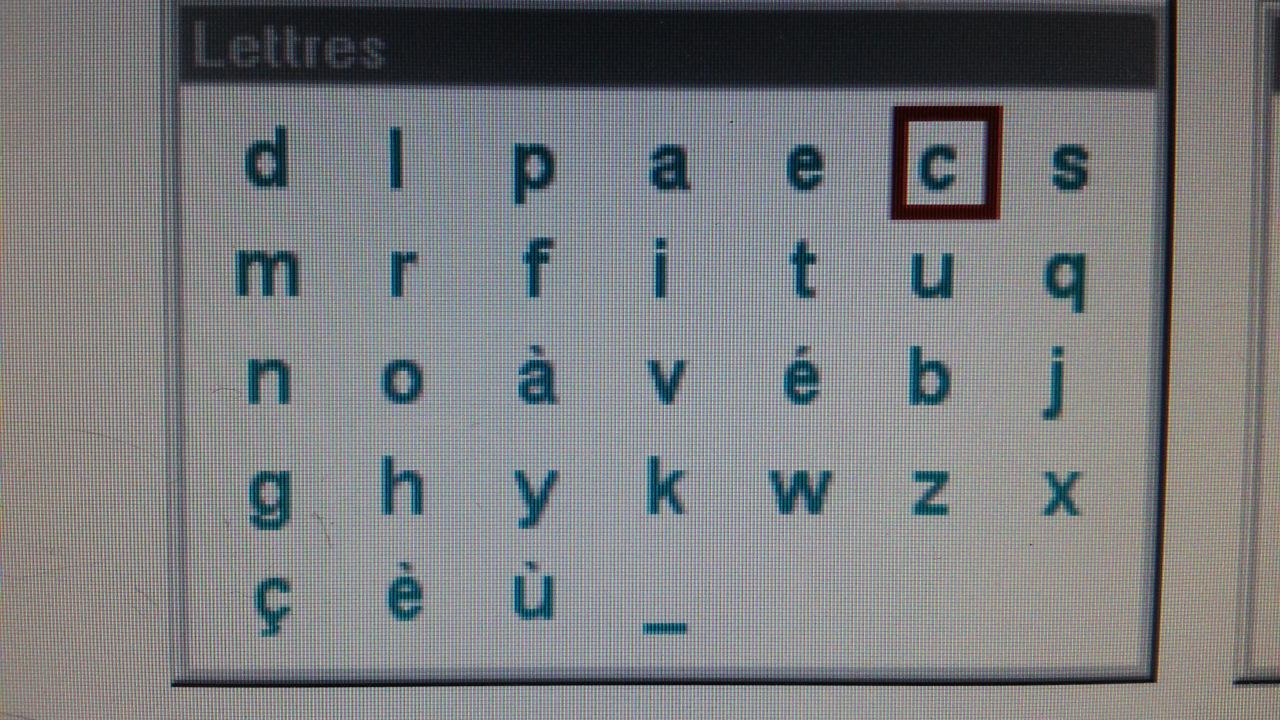 Lettres
d l p a e c s
m r f i t u q
n o à v é b j
g h y k w z x
ç è ù _